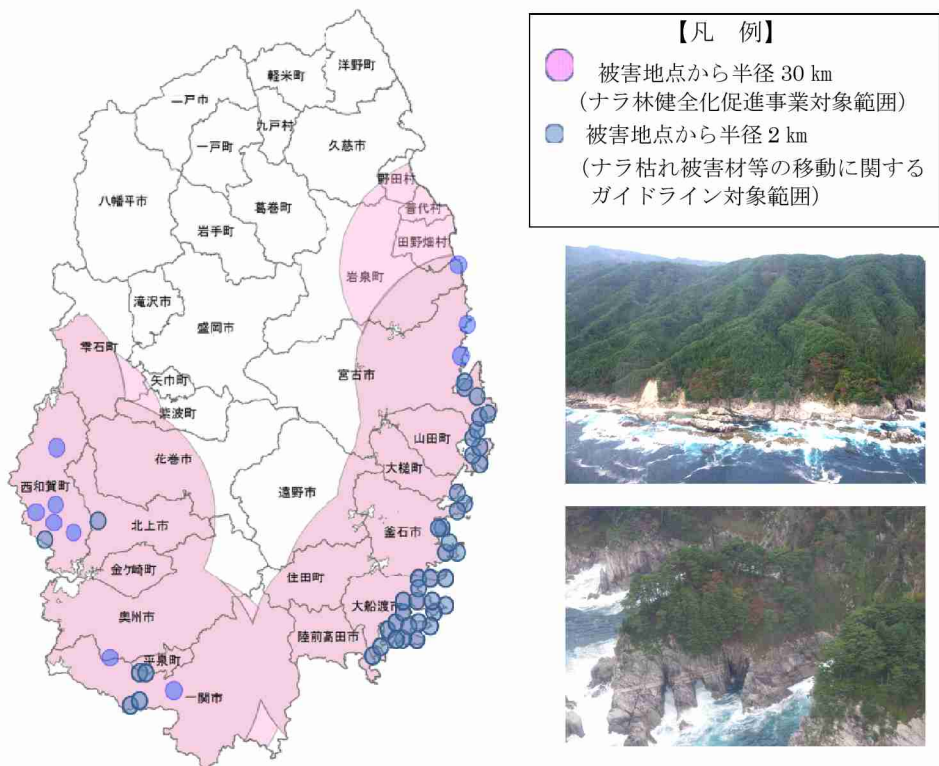 【凡　例】
被害地点から半径 30 km
（ナラ林健全化促進事業対象範囲）
被害地点から半径 2 km
（ナラ枯れ被害材等の移動に関する
ガイドライン対象範囲）
洋野町
軽米町
二戸市
九戸村
一戸町
久慈市
野田村
普代村
八幡平市
葛巻町
岩手町
田野畑村
岩泉町
滝沢市
盛岡市
雫石町
宮古市
矢巾町
紫波町
山田町
花巻市
大槌町
西和賀町
遠野市
北上市
釜石市
金ケ崎町
住田町
大船渡市
奥州市
陸前高田市
平泉町
一関市